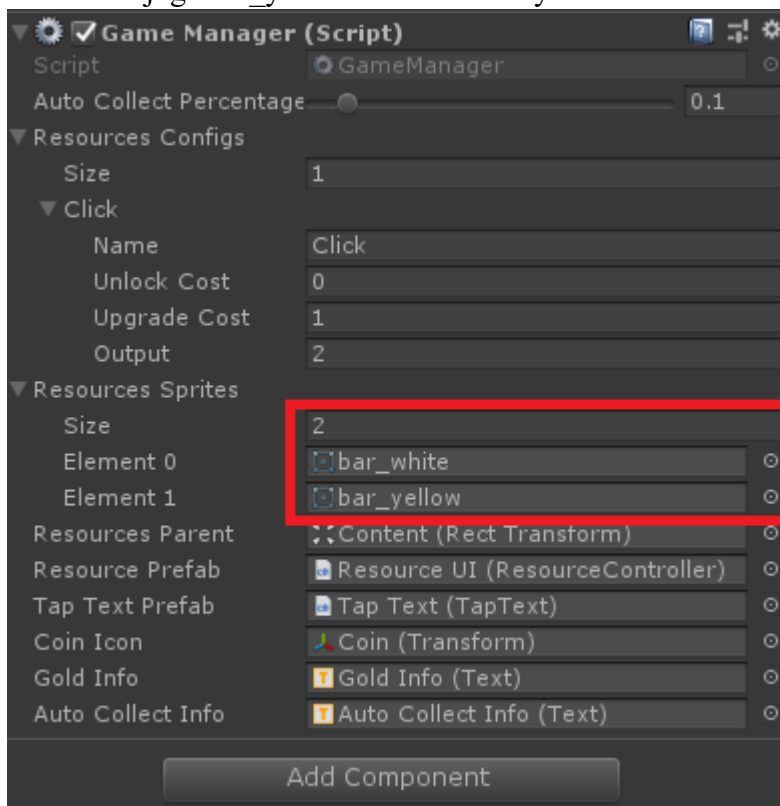 Game Manager (Script)
Script GameManager
Auto Collect Percentage 0.1
Resources Configs
Size 1
Click
Name Click
Unlock Cost 0
Upgrade Cost 1
Output 2
Resources Sprites
Size 2
Element 0 bar_white
Element 1 bar_yellow
Resources Parent Content (Rect Transform)
Resource Prefab Resource UI (ResourceController)
Tap Text Prefab Tap Text (TapText)
Coin Icon Coin (Transform)
Gold Info Gold Info (Text)
Auto Collect Info Auto Collect Info (Text)
Add Component